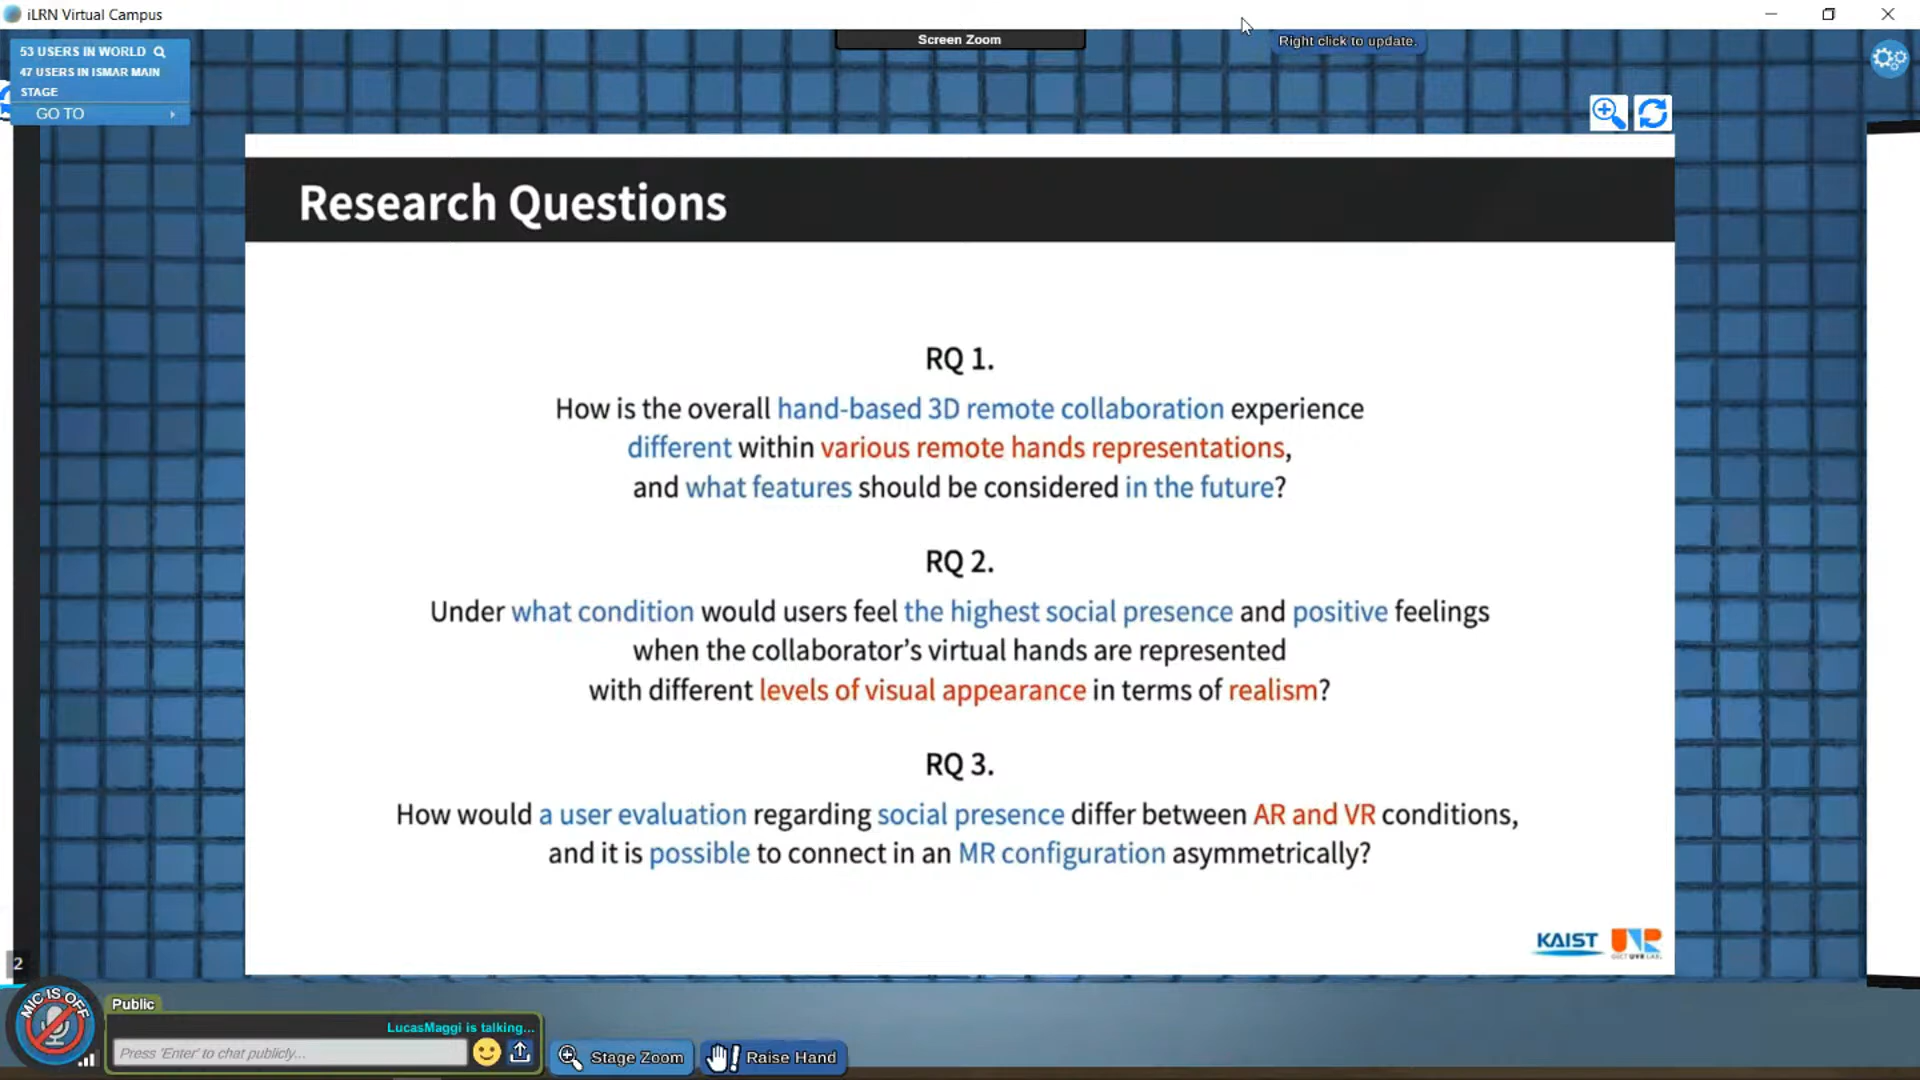 iLRN Virtual Campus
53 USERS IN WORLD
47 USERS IN ISMAR MAIN
STAGE
GO TO
Screen Zoom
Right click to update.
Research Questions
RQ 1.
How is the overall hand-based 3D remote collaboration experience
different within various remote hands representations,
and what features should be considered in the future?
RQ 2.
Under what condition would users feel the highest social presence and positive feelings
when the collaborator's virtual hands are represented
with different levels of visual appearance in terms of realism?
RQ 3.
How would a user evaluation regarding social presence differ between AR and VR conditions,
and it is possible to connect in an MR configuration asymmetrically?
KAIST UVR
2
MIC IS OFF
Public
LucasMaggi is talking...
Press 'Enter' to chat publicly...
Stage Zoom
Raise Hand